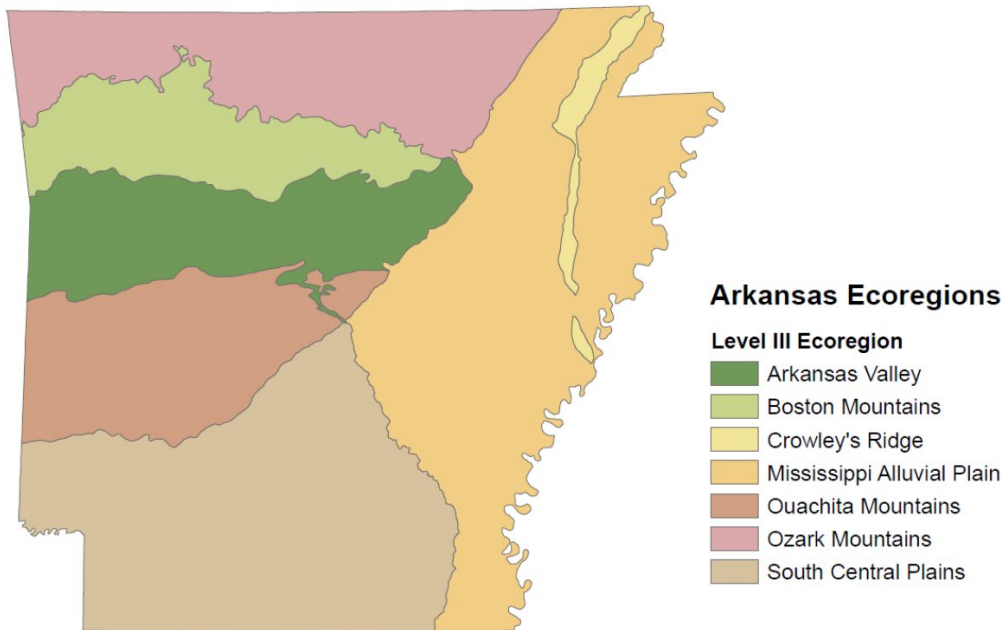 Arkansas Ecoregions
Level III Ecoregion
Arkansas Valley
Boston Mountains
Crowley's Ridge
Mississippi Alluvial Plain
Ouachita Mountains
Ozark Mountains
South Central Plains